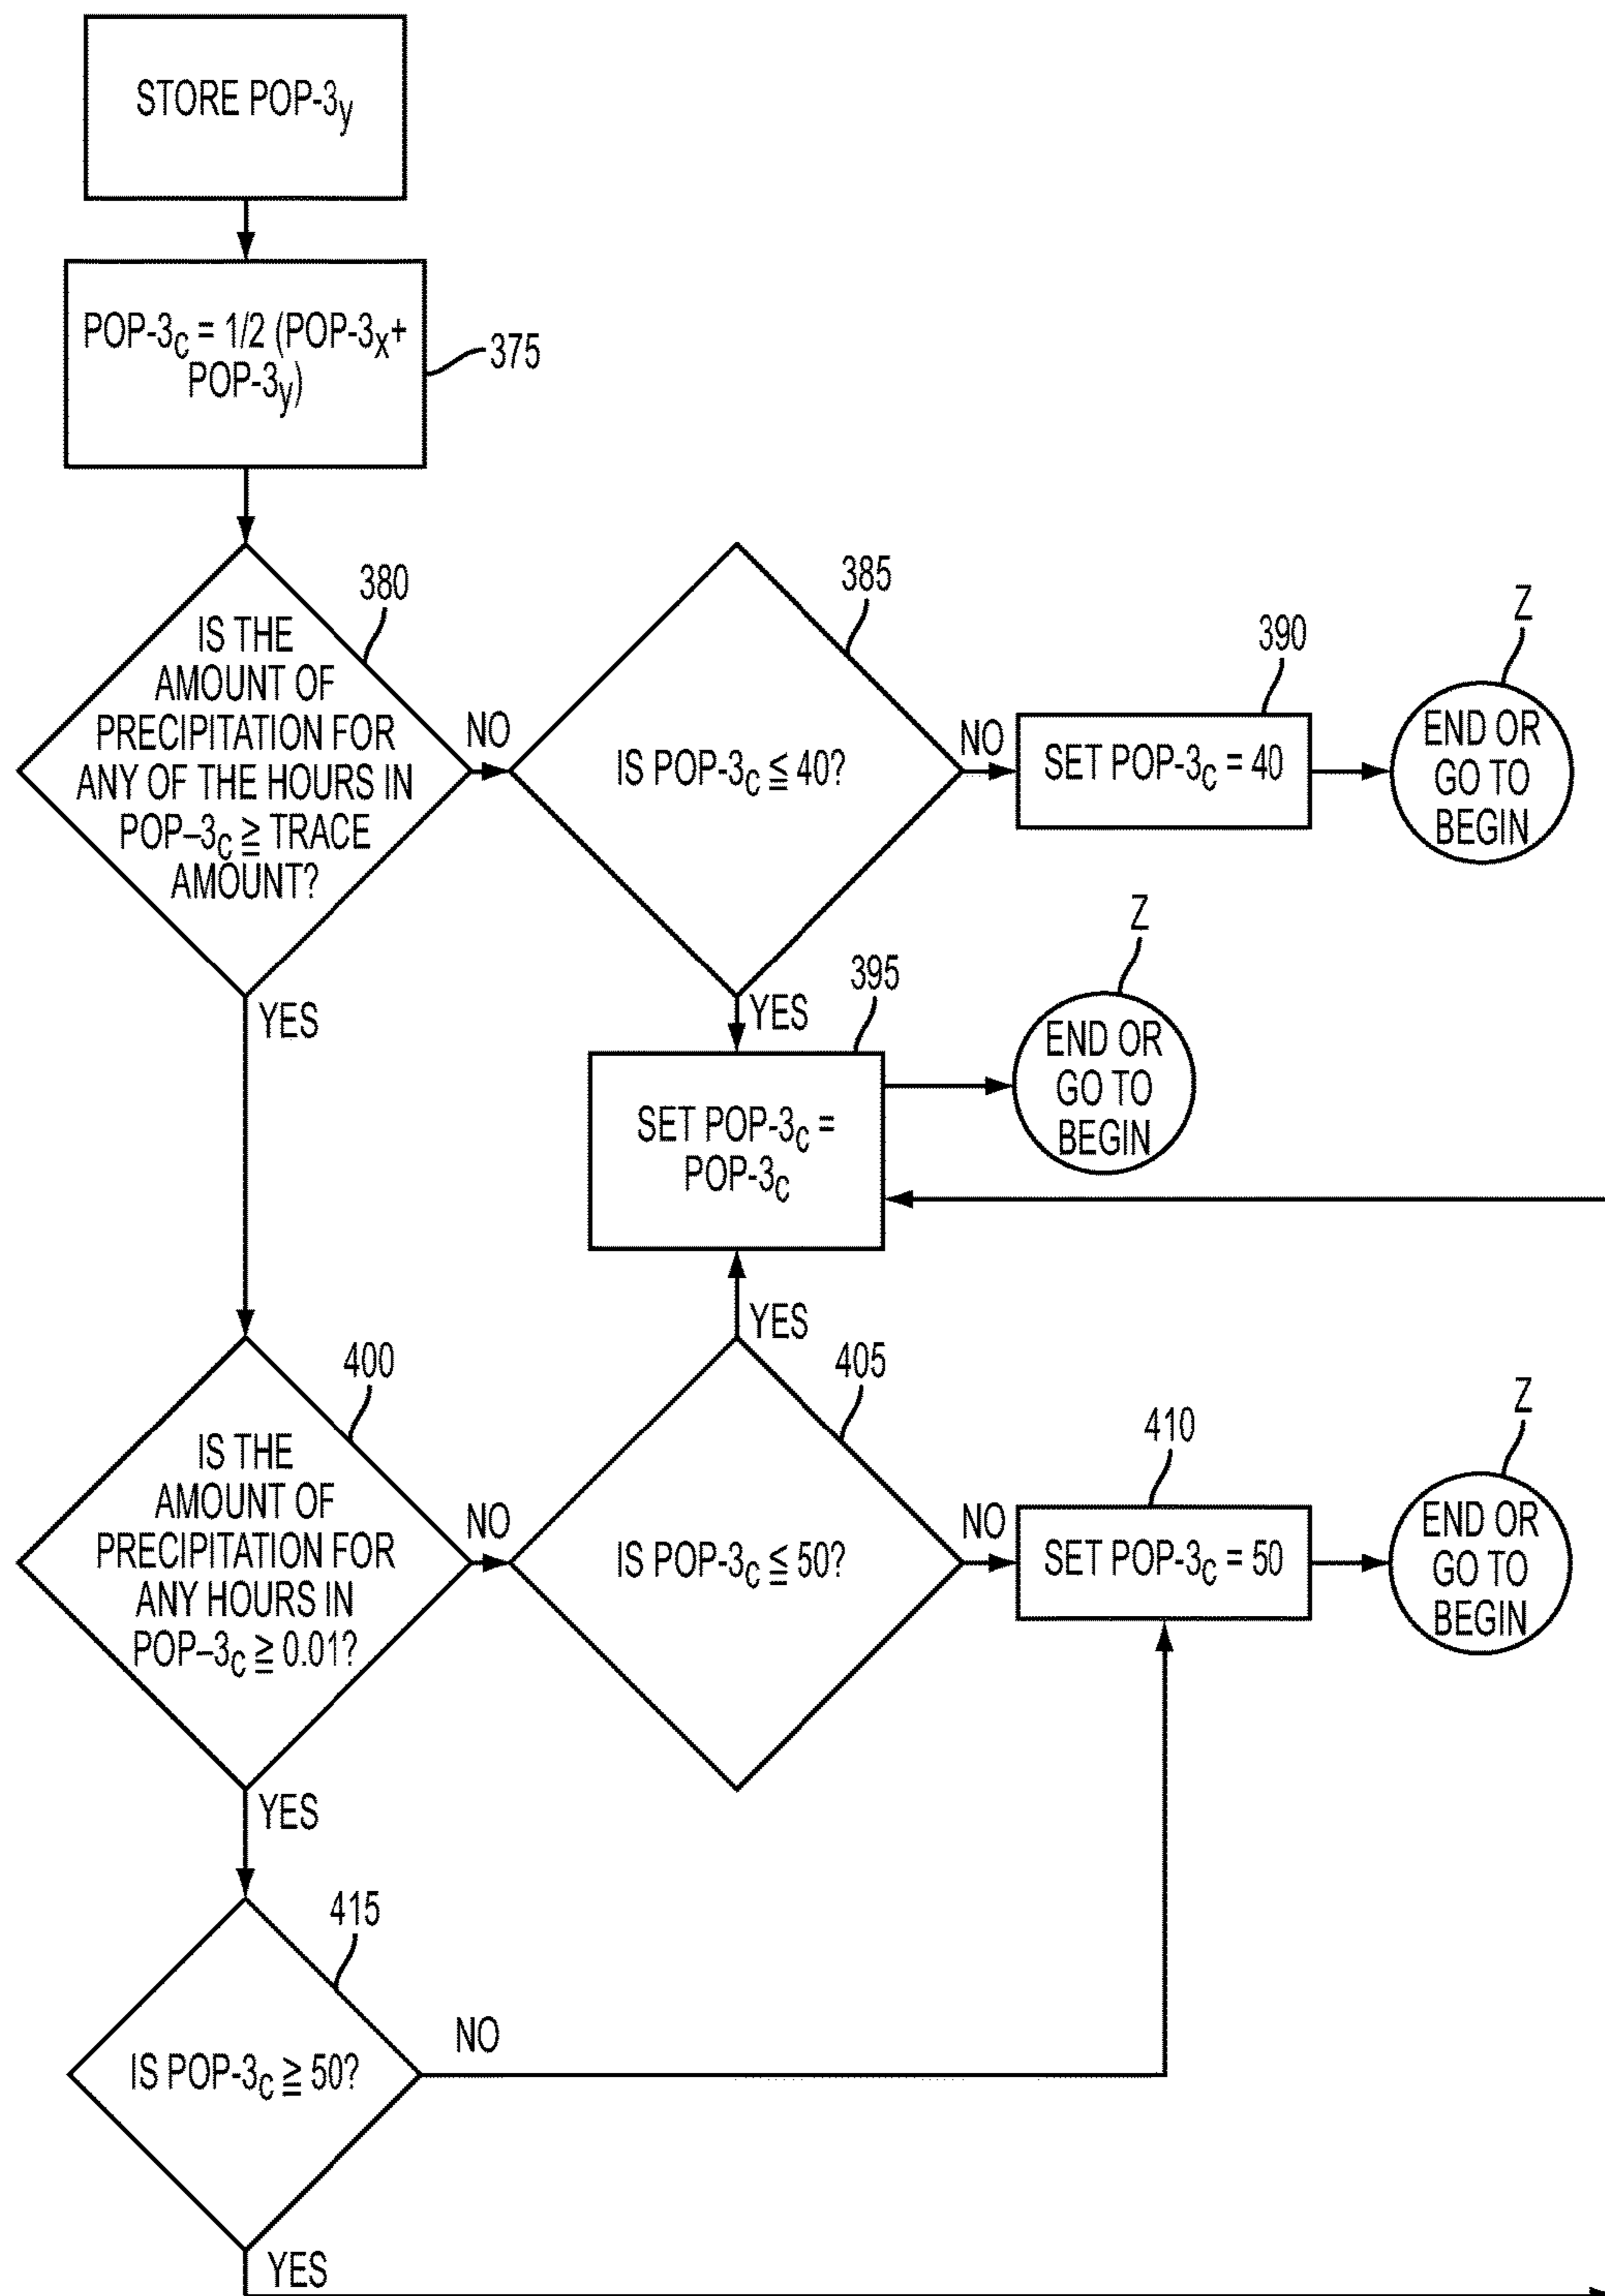 STORE POP-3y
POP-3c = 1/2 (POP-3x+
POP-3y)
375
380
IS THE
AMOUNT OF
PRECIPITATION FOR
ANY OF THE HOURS IN
POP–3c ≧ TRACE
AMOUNT?
NO
YES
385
IS POP-3c ≦ 40?
NO
YES
390
SET POP-3c = 40
Z
END OR
GO TO
BEGIN
395
SET POP-3c =
POP-3c
Z
END OR
GO TO
BEGIN
400
IS THE
AMOUNT OF
PRECIPITATION FOR
ANY HOURS IN
POP–3c ≧ 0.01?
NO
YES
YES
405
IS POP-3c ≦ 50?
NO
410
SET POP-3c = 50
Z
END OR
GO TO
BEGIN
415
IS POP-3c ≧ 50?
NO
YES